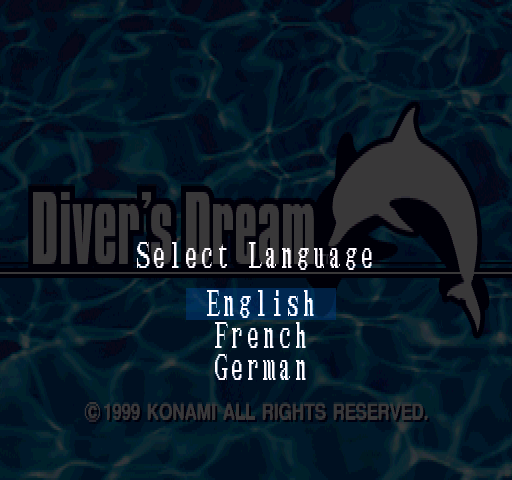 Diver's Dream
Select Language
English
French
German
©1999 KONAMI ALL RIGHTS RESERVED.